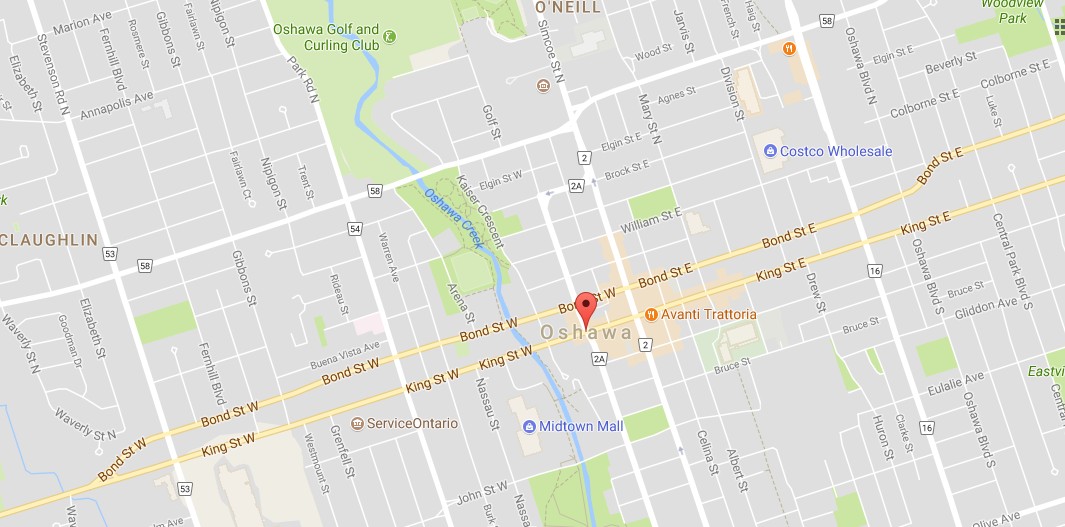 O'NEILL
Woodview
Park
Marion Ave
Fernhill Blvd
Gibbons St
Fairlawn St
Nipigon St
Rosmere St
Stevenson Rd N
Elizabeth St
Annapolis Ave
Oshawa Golf and
Curling Club
Park Rd N
Simcoe St N
Jarvis St
French St
Haig St
58
Wood St
Oshawa Blvd N
Elgin St E
Beverly St
Colborne St E
Colborne St E
Luke St
Agnes St
Mary St N
Division St
Golf St
Elgin St E
2
Brock St E
2A
Costco Wholesale
Bond St E
Fairlawn Ct
Nipigon St
Trent St
58
Elgin St W
Kaiser Crescent
Oshawa Creek
William St E
CLAUGHLIN
53
58
54
Warren Ave
Gibbons St
Rideau St
Arena St
Bond St E
King St E
Bond St E
King St E
Central Park Blvd S
Oshawa Blvd S
16
Drew St
Bruce St
Gliddon Ave
Elizabeth St
Waverly St N
Goodman Dr
Fernhill Blvd
Buena Vista Ave
Bond St W
Bond St W
Oshawa
Avanti Trattoria
King St W
2A
2
Bruce St
Bruce St
Bond St W
King St W
Nassau St
Eulalie Ave
Eastvi
Bond St W
Waverly St N
ServiceOntario
Midtown Mall
King St W
Bond St W
Westmount St
Grenfell St
Celina St
Albert St
Huron St
Clarke St
16
Oshawa Blvd S
Central
53
John St W
Nassa
Burk
Olive Ave
lm Ave
rk